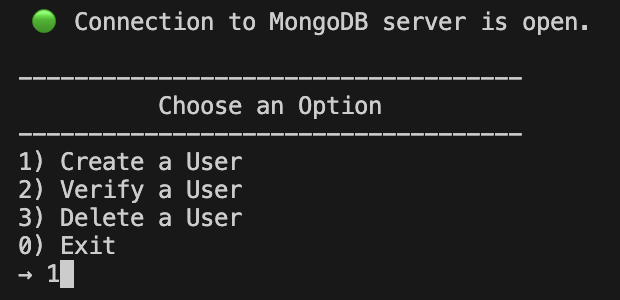 🟢 Connection to MongoDB server is open.
------------------------------------
Choose an Option
------------------------------------
1) Create a User
2) Verify a User
3) Delete a User
0) Exit
→ 1